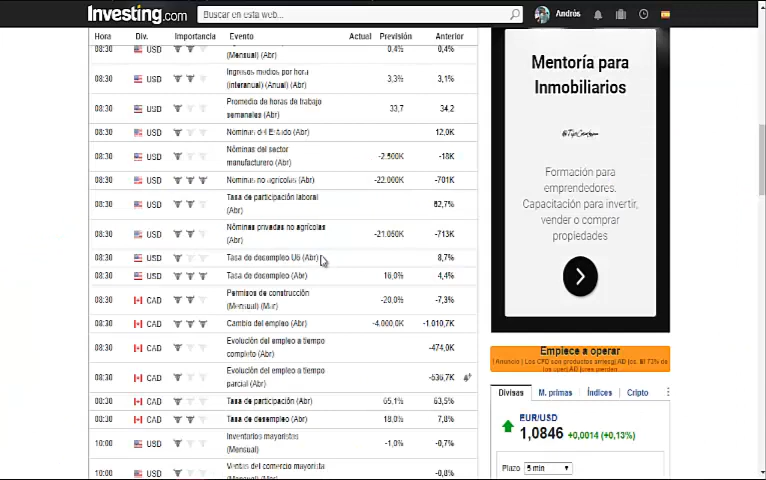 Investing.com Buscar en esta web... Andrés
Hora Div. Importancia Evento Actual Previsión Anterior
08:30 USD (Mensual) (Abr) 0,4% 0,4%
08:30 USD Ingresos medios por hora (interanual) (Anual) (Abr) 3,3% 3,1%
08:30 USD Promedio de horas de trabajo semanales (Abr) 33,7 34,2
08:30 USD Nóminas del Estado (Abr) 12,0K
08:30 USD Nóminas del sector manufacturero (Abr) -2.500K -18K
08:30 USD Nóminas no agrícolas (Abr) -22.000K -701K
08:30 USD Tasa de participación laboral (Abr) 62,7%
08:30 USD Nóminas privadas no agrícolas (Abr) -21.050K -713K
08:30 USD Tasa de desempleo U6 (Abr) 8,7%
08:30 USD Tasa de desempleo (Abr) 16,0% 4,4%
08:30 CAD Permisos de construcción (Mensual) (Mar) -20,0% -7,3%
08:30 CAD Cambio del empleo (Abr) -4.000,0K -1.010,7K
08:30 CAD Evolución del empleo a tiempo completo (Abr) -474,0K
08:30 CAD Evolución del empleo a tiempo parcial (Abr) -536,7K
08:30 CAD Tasa de participación (Abr) 65,1% 63,5%
08:30 CAD Tasa de desempleo (Abr) 18,0% 7,8%
10:00 USD Inventarios mayoristas (Mensual) -1,0% -0,7%
10:00 USD Ventas del comercio mayorista -0,8%
Mentoría para
Inmobiliarios
Formación para
emprendedores.
Capacitación para invertir,
vender o comprar
propiedades
Empiece a operar
Divisas M. primas Índices Cripto
EUR/USD
1,0846 +0,0014 (+0,13%)
Plazo 5 min